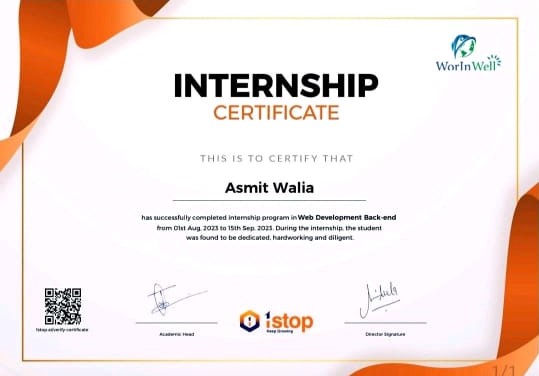 WorInWell
INTERNSHIP
CERTIFICATE
THIS IS TO CERTIFY THAT
Asmit Walia
has successfully completed internship program in Web Development Back-end
from 01st Aug, 2023 to 15th Sep, 2023. During the internship, the student
was found to be dedicated, hardworking and diligent.
1stop.ai/verify-certificate
Academic Head
1stop
Keep Growing
Director Signature
1/1